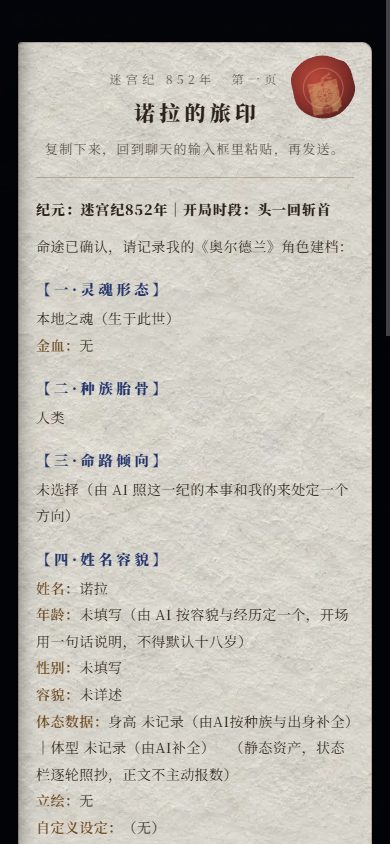 迷宫纪 852年 第一页
诺拉的旅印
复制下来，回到聊天的输入框里粘贴，再发送。
纪元：迷宫纪852年｜开局时段：头一回斩首
命途已确认，请记录我的《奥尔德兰》角色建档：
【一·灵魂形态】
本地之魂（生于此世）
金血：无
【二·种族胎骨】
人类
【三·命路倾向】
未选择（由 AI 照这一纪的本事和我的来处定一个
方向）
【四·姓名容貌】
姓名：诺拉
年龄：未填写（由 AI 按容貌与经历定一个，开场
用一句话说明，不得默认十八岁）
性别：未填写
容貌：未详述
体态数据：身高 未记录（由AI按种族与出身补全）
｜体型 未记录（由AI补全） （静态资产，状态
栏逐轮照抄，正文不主动报数）
立绘：无
自定义设定：（无）